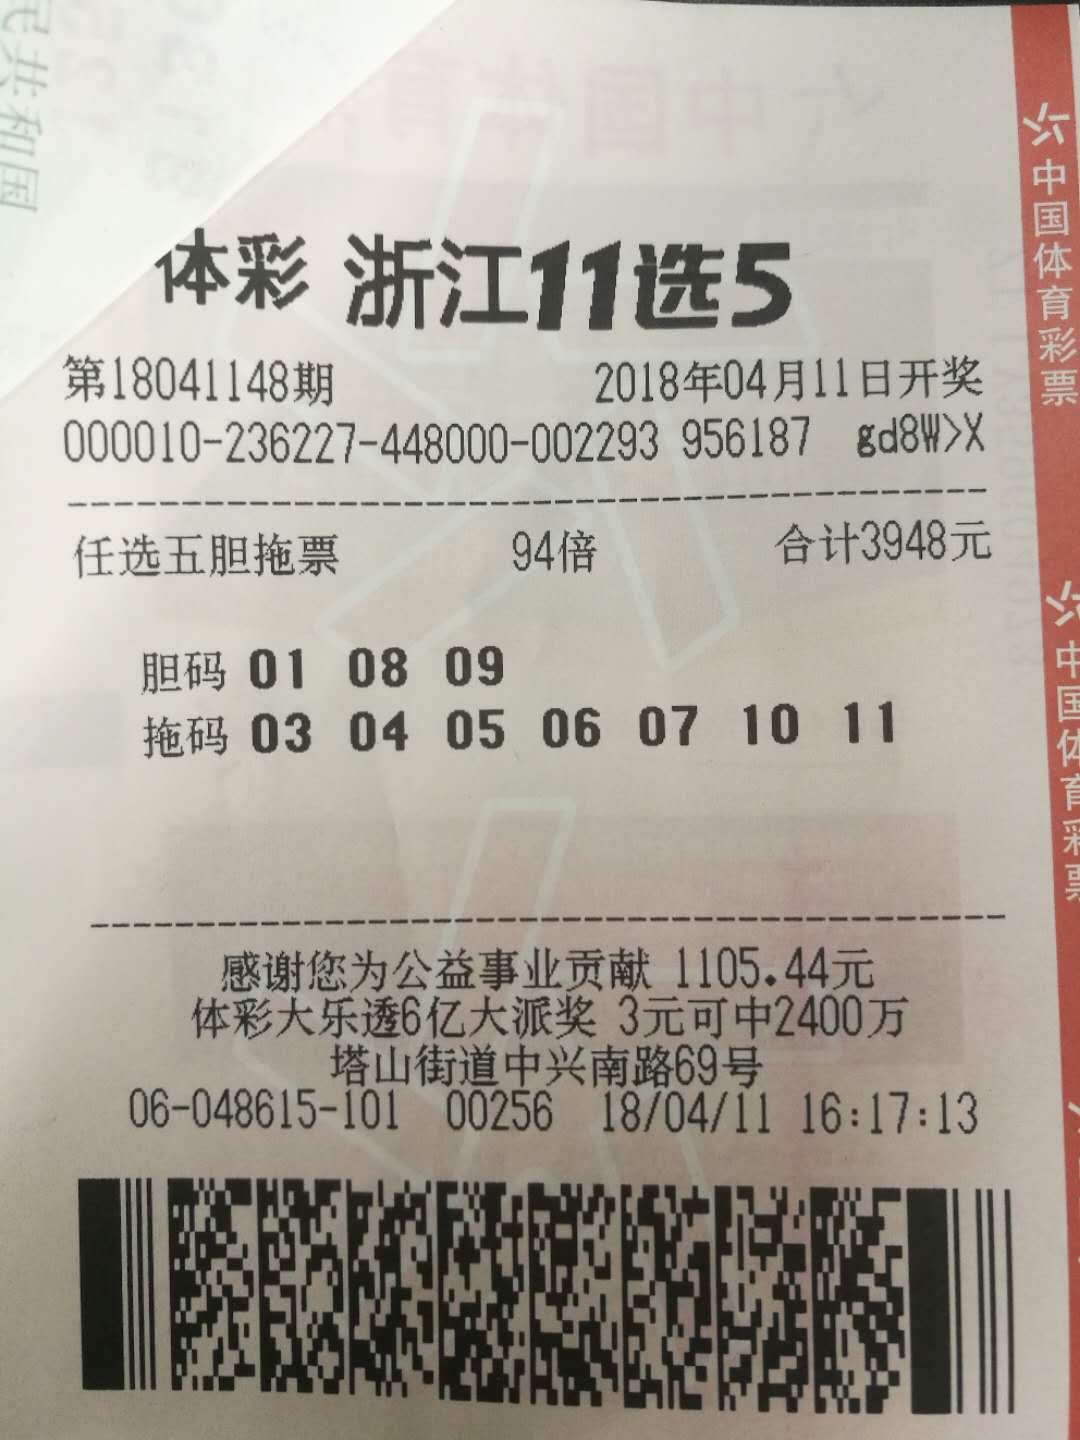 民共和国
体彩 浙江11选5
第18041148期 2018年04月11日开奖
000010-236227-448000-002293 956187 gd8W>X
任选五胆拖票 94倍 合计3948元
胆码 01 08 09
拖码 03 04 05 06 07 10 11
感谢您为公益事业贡献 1105.44元
体彩大乐透6亿大派奖 3元可中2400万
塔山街道中兴南路69号
06-048615-101 00256 18/04/11 16:17:13
中国体育彩票
中国体育彩票